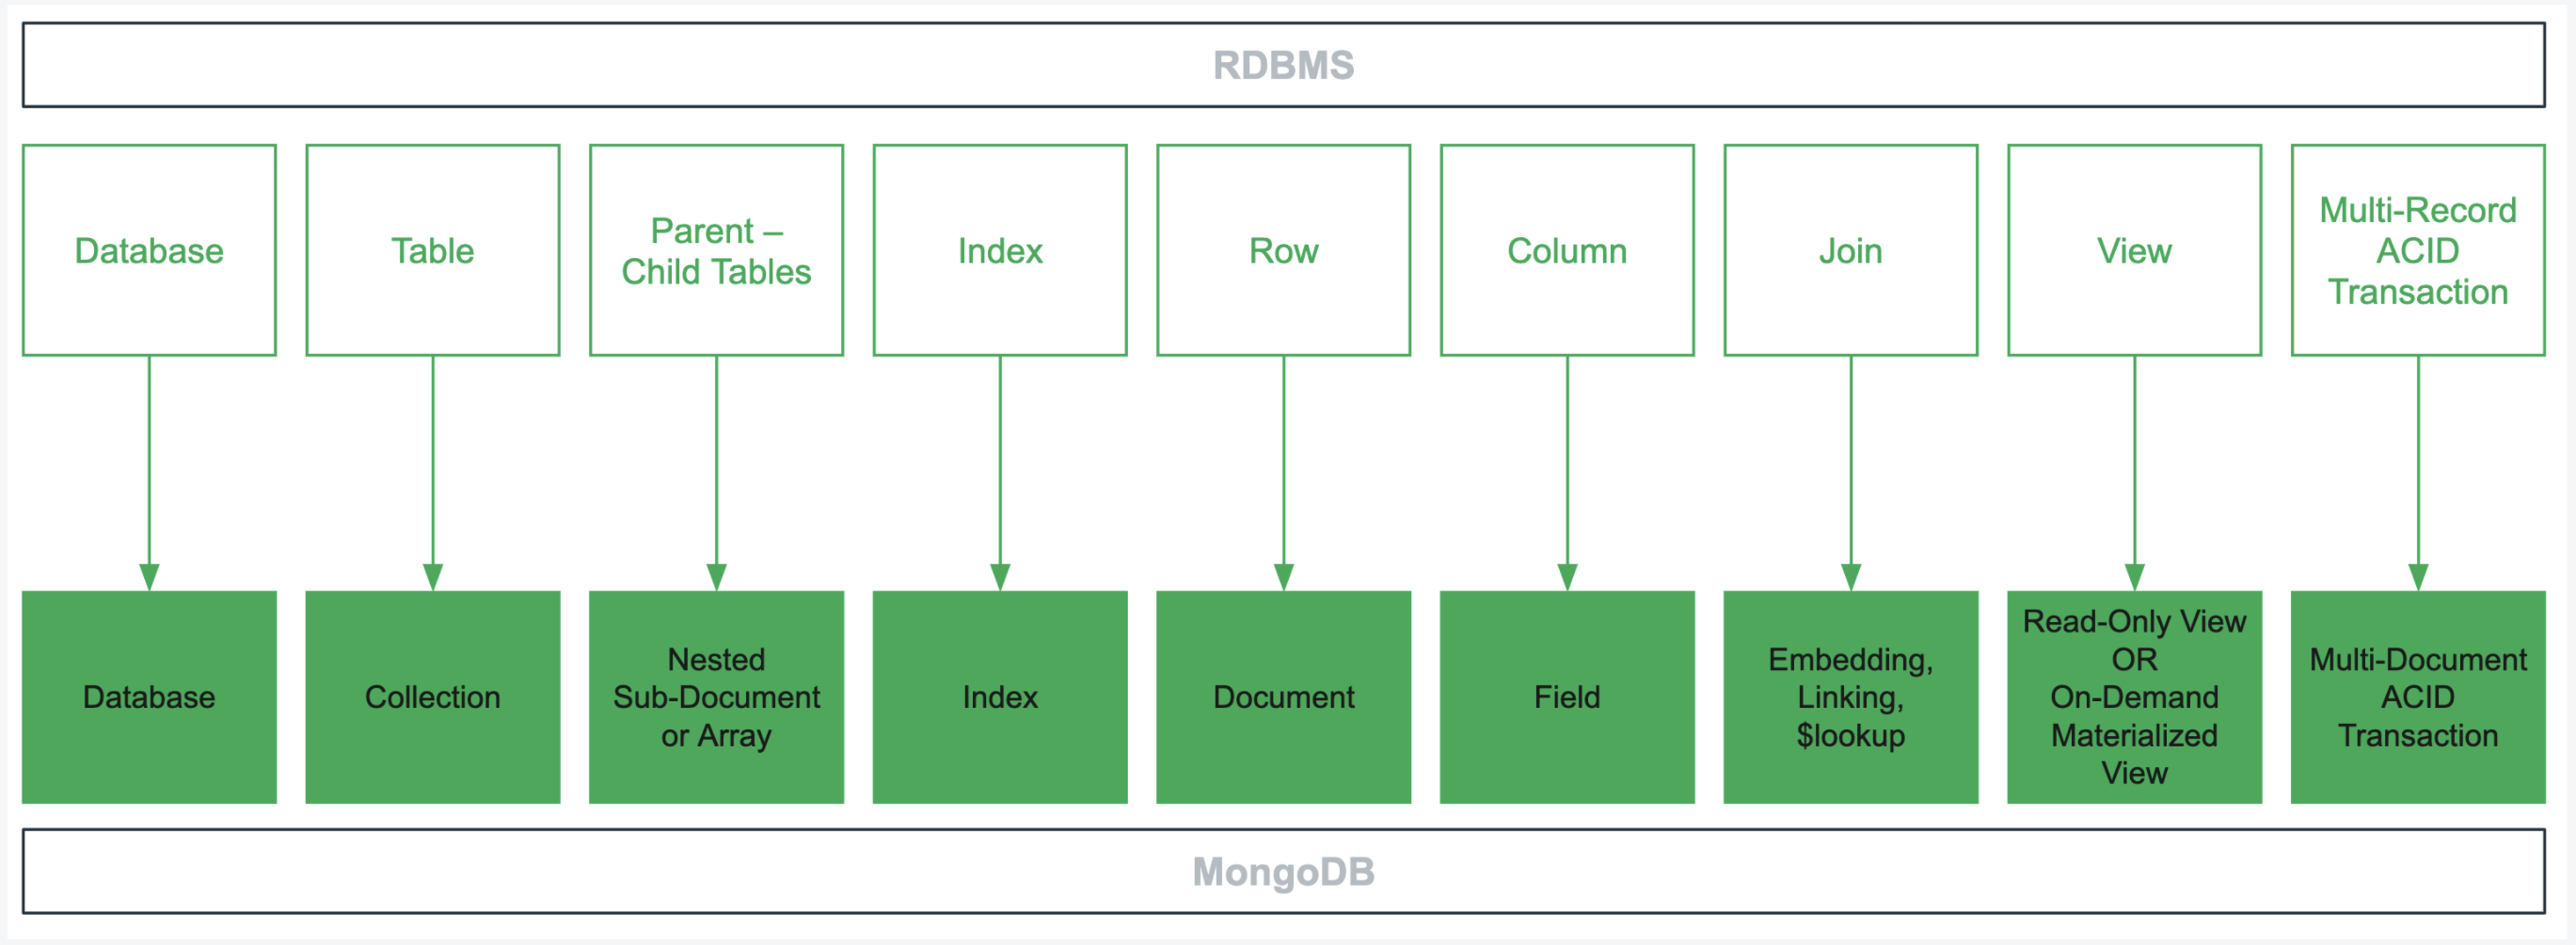 RDBMS
Database
Table
Parent –
Child Tables
Index
Row
Column
Join
View
Multi-Record
ACID
Transaction
Database
Collection
Nested
Sub-Document
or Array
Index
Document
Field
Embedding,
Linking,
$lookup
Read-Only View
OR
On-Demand
Materialized
View
Multi-Document
ACID
Transaction
MongoDB